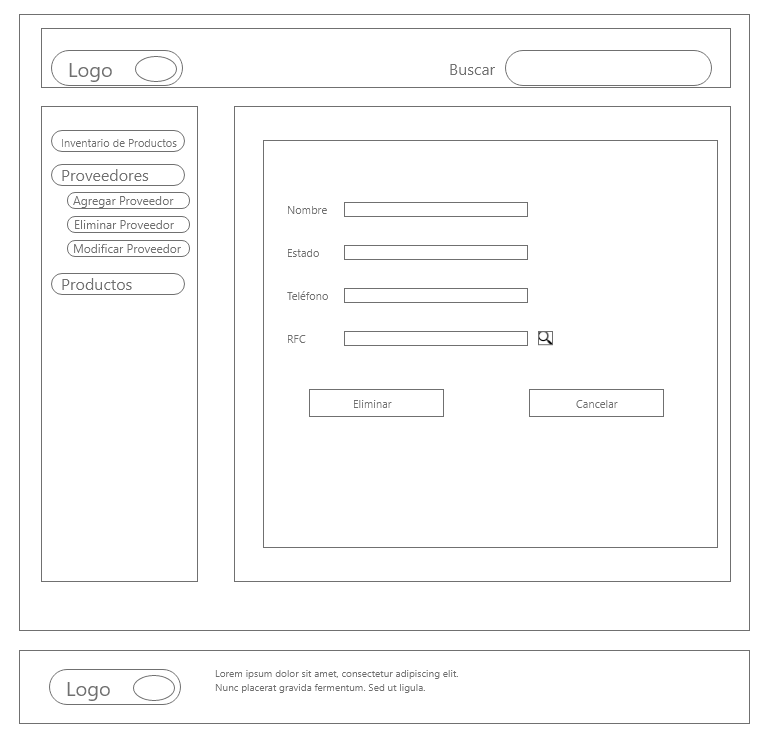 Logo
Buscar
Inventario de Productos
Proveedores
Agregar Proveedor
Eliminar Proveedor
Modificar Proveedor
Productos
Nombre
Estado
Teléfono
RFC
Eliminar
Cancelar
Logo
Lorem ipsum dolor sit amet, consectetur adipiscing elit.
Nunc placerat gravida fermentum. Sed ut ligula.